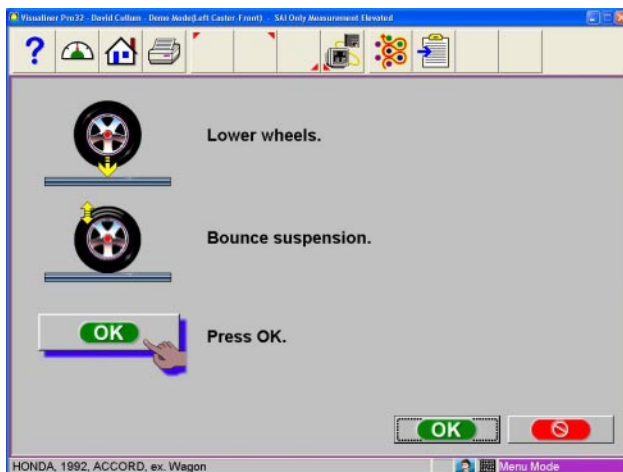 Visualiner Pro32 - David Cullum - Demo Mode(Left Caster-Front)  -  SAI Only Measurement Elevated
?
Lower wheels.
Bounce suspension.
OK
Press OK.
OK
HONDA, 1992, ACCORD, ex. Wagon
Menu Mode